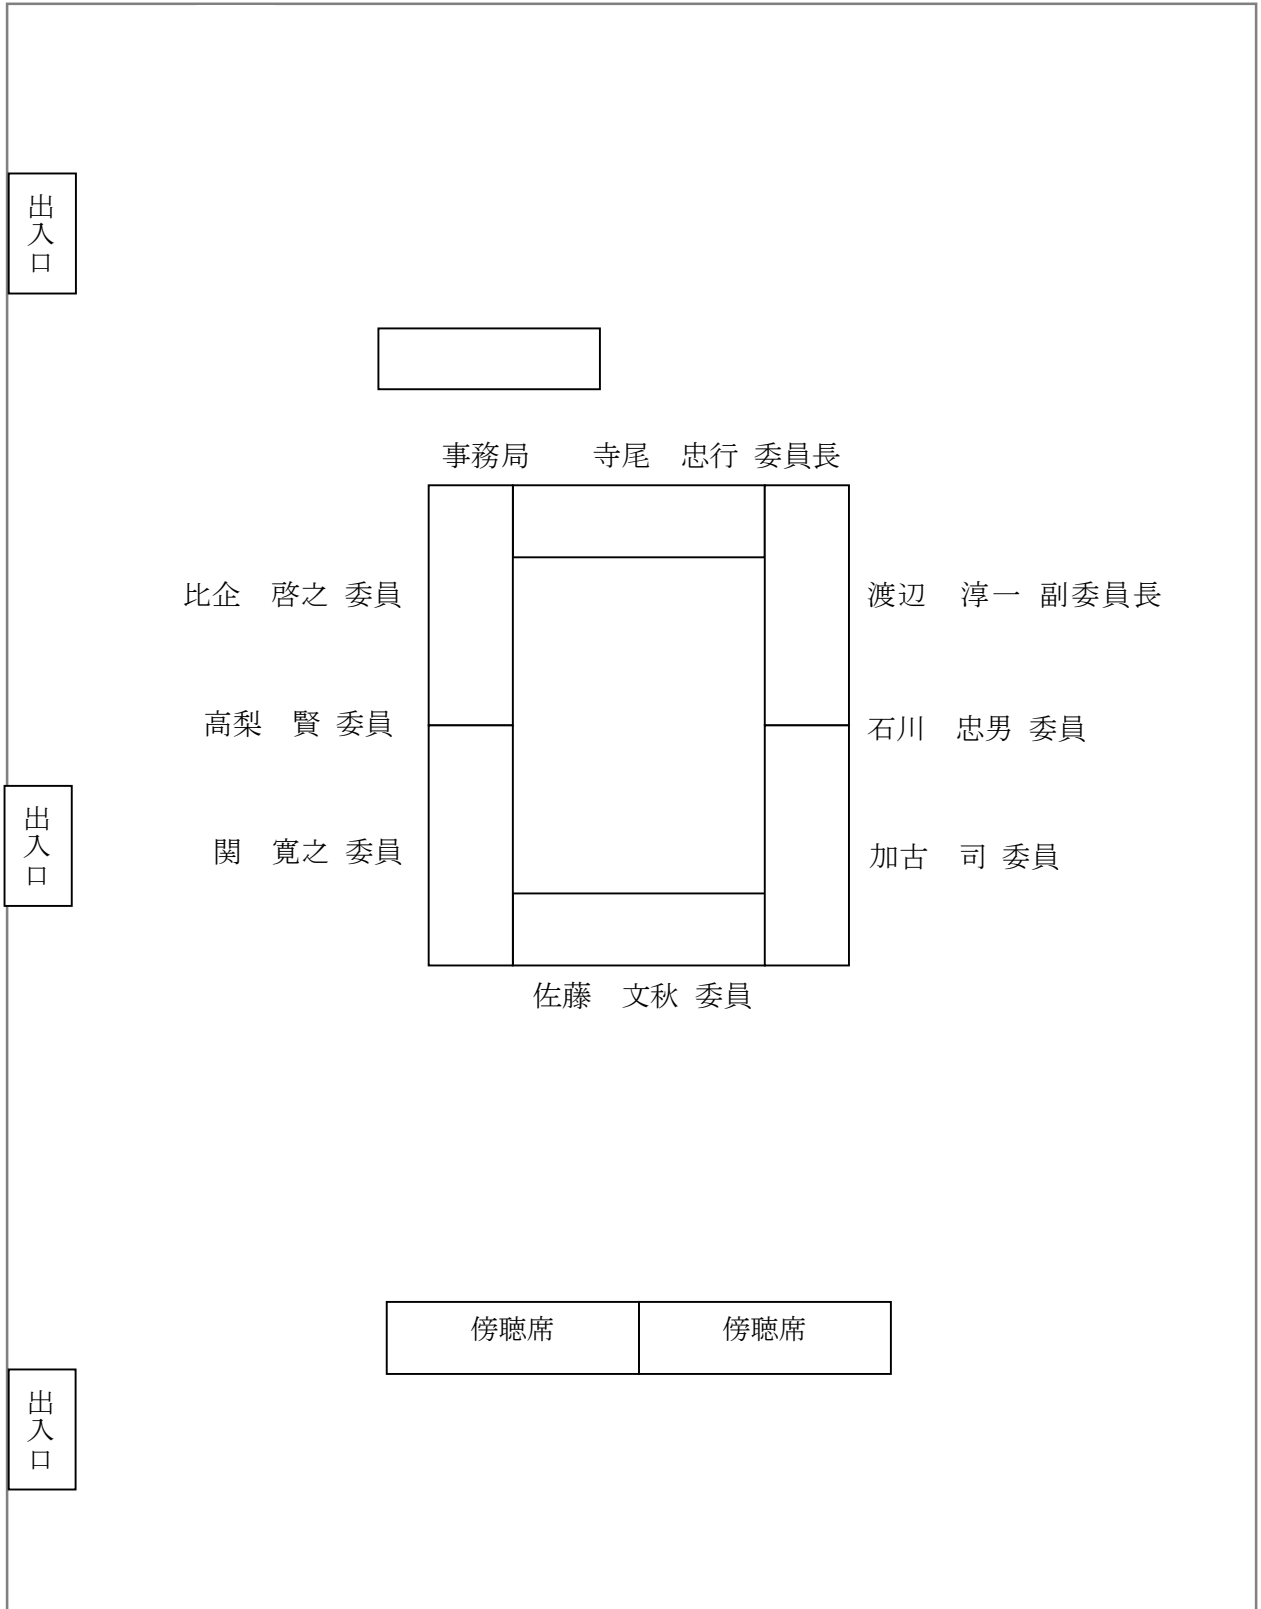 出入口
事務局　　寺尾　忠行 委員長
比企　啓之 委員
渡辺　淳一 副委員長
高梨　賢 委員
石川　忠男 委員
出入口
関　寛之 委員
加古　司 委員
佐藤　文秋 委員
傍聴席
傍聴席
出入口